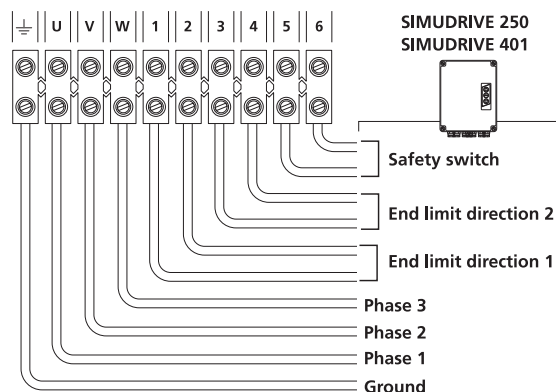 U V W 1 2 3 4 5 6
SIMUDRIVE 250
SIMUDRIVE 401
Safety switch
End limit direction 2
End limit direction 1
Phase 3
Phase 2
Phase 1
Ground